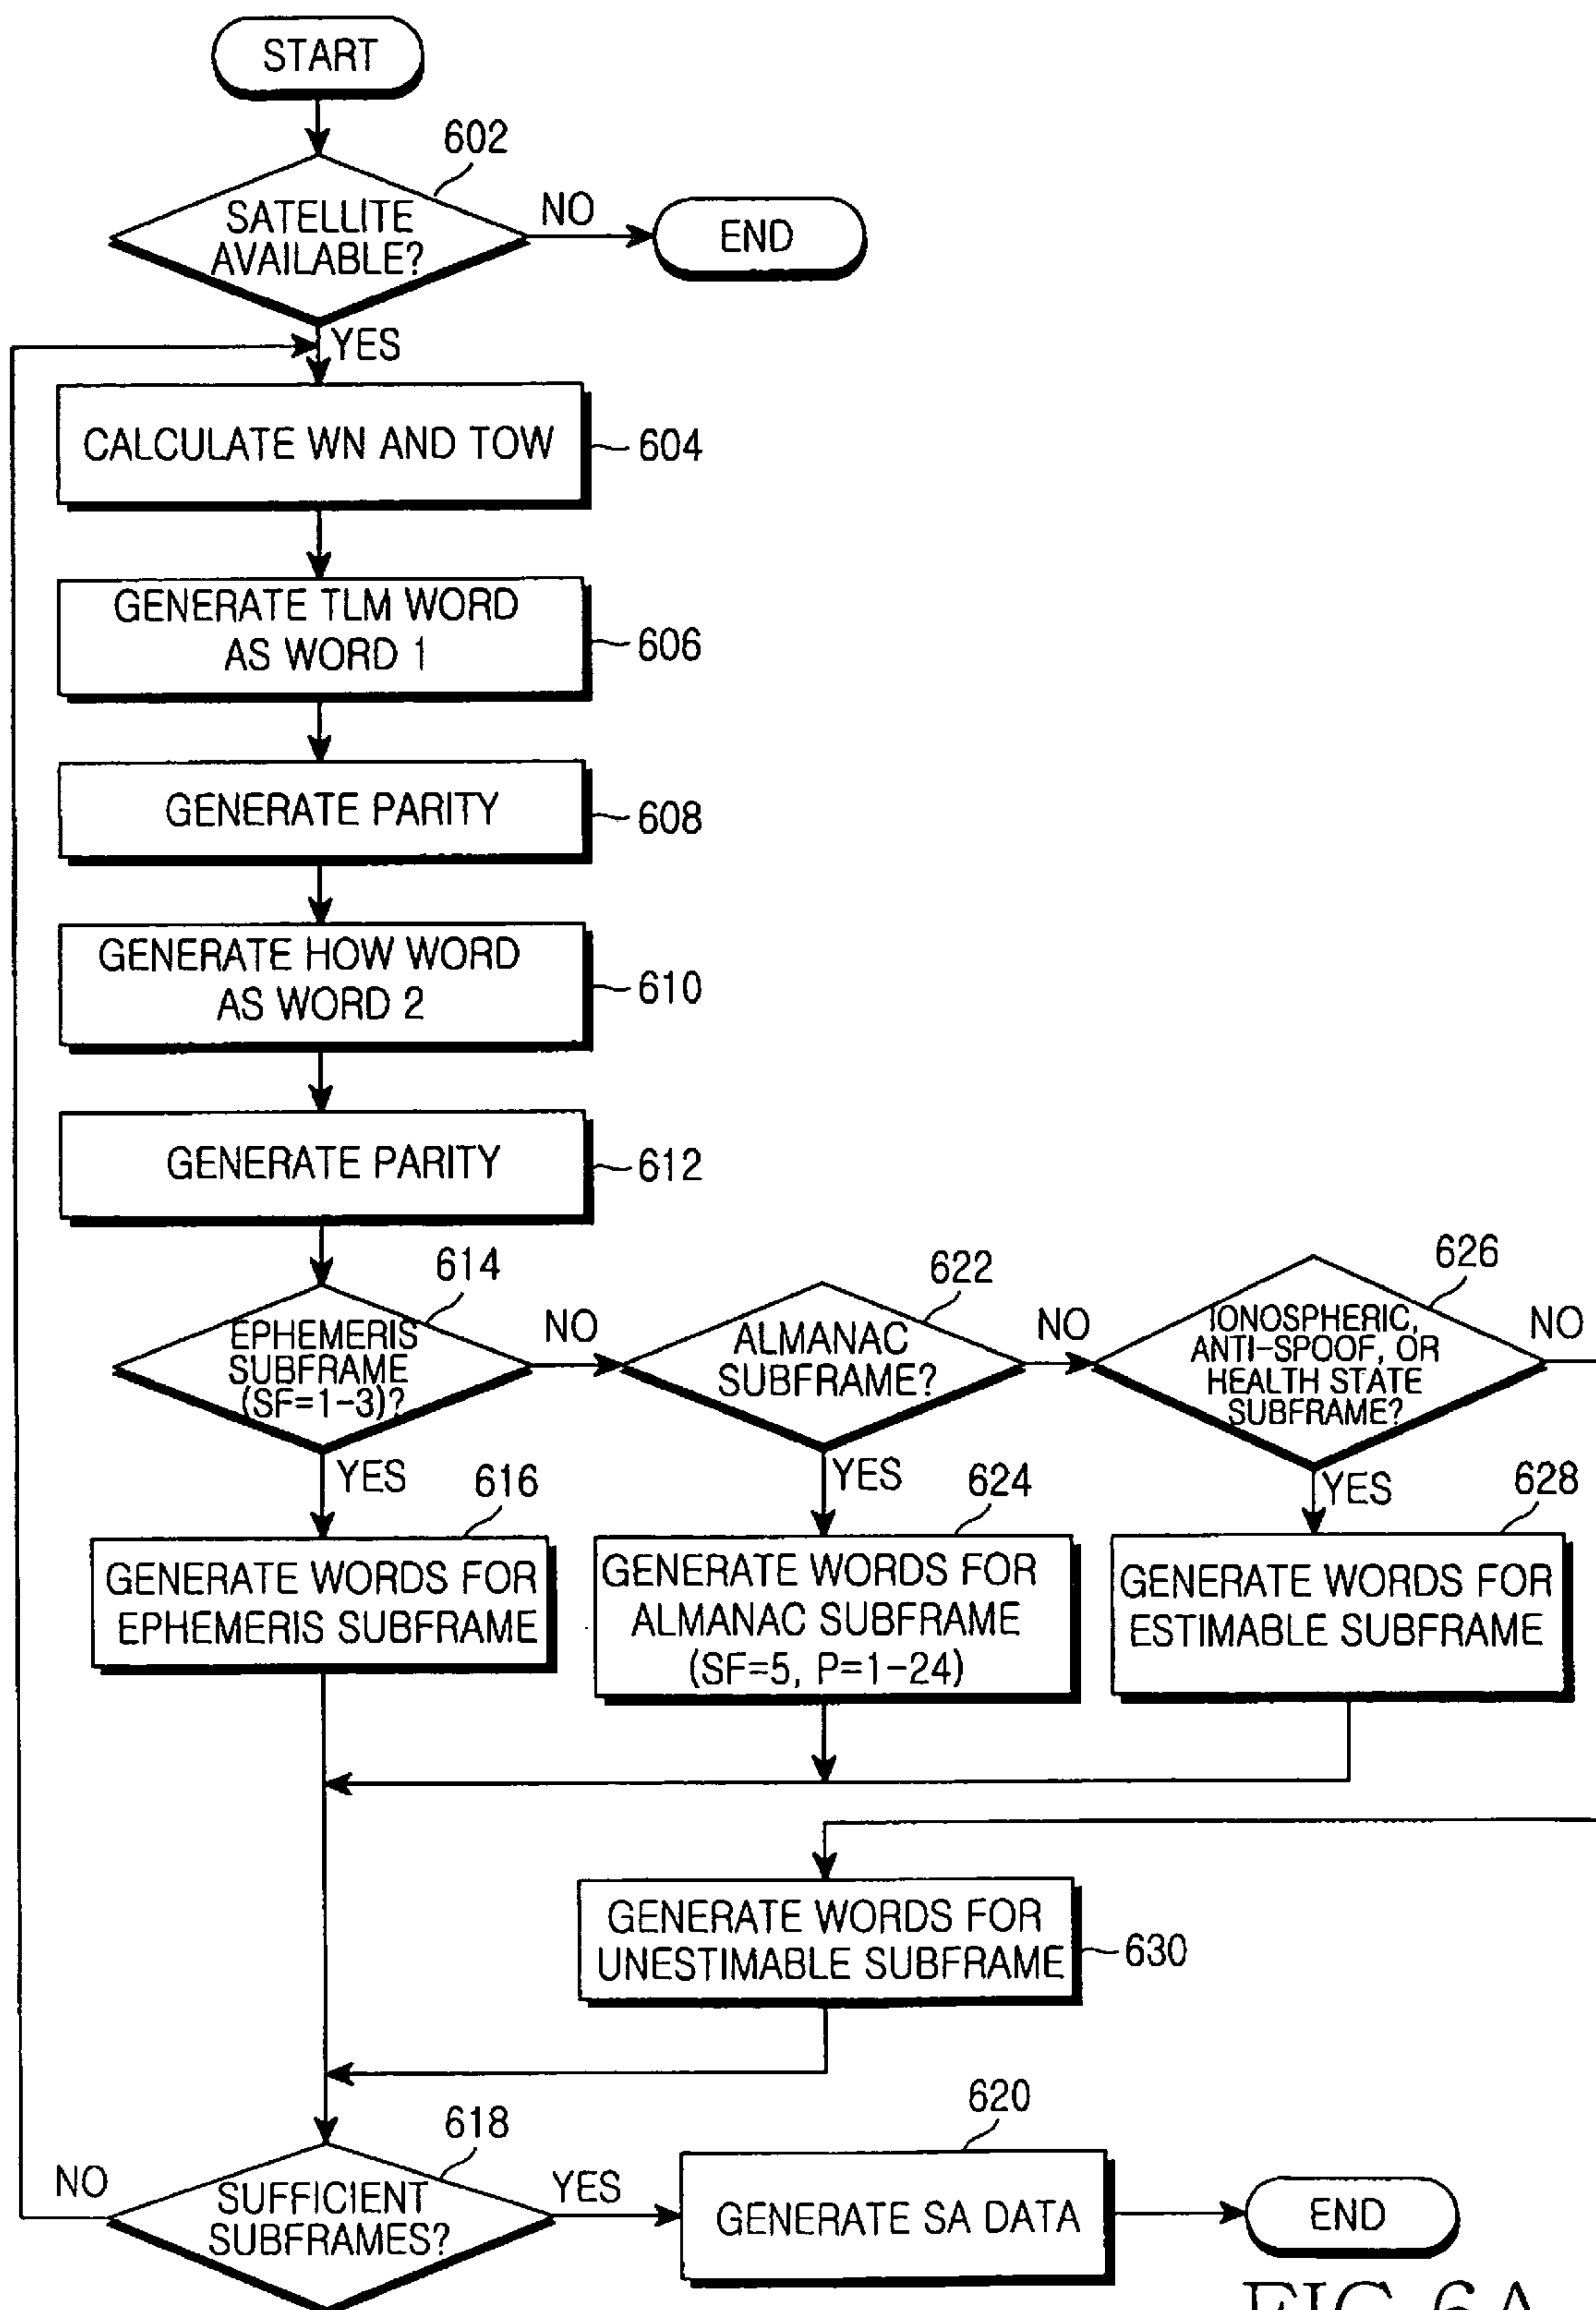 START
602
SATELLITE
AVAILABLE?
NO
END
YES
CALCULATE WN AND TOW
604
GENERATE TLM WORD
AS WORD 1
606
GENERATE PARITY
608
GENERATE HOW WORD
AS WORD 2
610
GENERATE PARITY
612
614
EPHEMERIS
SUBFRAME
(SF=1-3)?
NO
622
ALMANAC
SUBFRAME?
NO
626
IONOSPHERIC,
ANTI-SPOOF, OR
HEALTH STATE
SUBFRAME?
NO
YES
616
GENERATE WORDS FOR
EPHEMERIS SUBFRAME
YES
624
GENERATE WORDS FOR
ALMANAC SUBFRAME
(SF=5, P=1-24)
YES
628
GENERATE WORDS FOR
ESTIMABLE SUBFRAME
GENERATE WORDS FOR
UNESTIMABLE SUBFRAME
630
618
SUFFICIENT
SUBFRAMES?
NO
YES
620
GENERATE SA DATA
END
FIG.6A